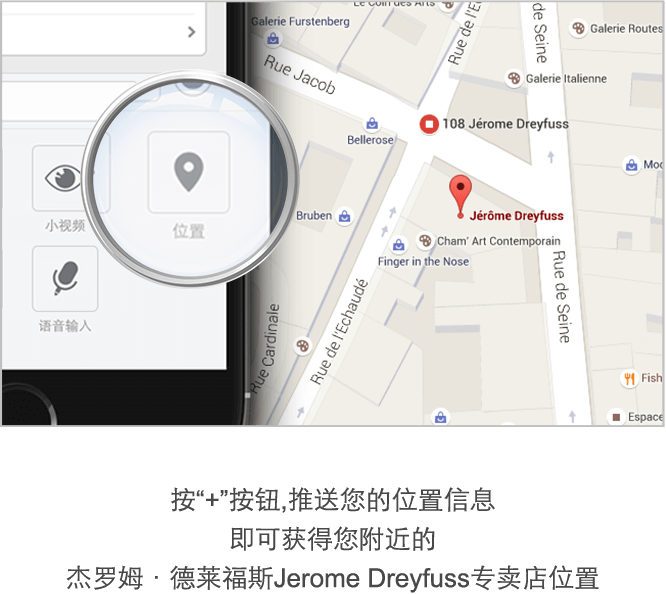 Le Coin des Arts
Galerie Furstenberg
Rue de l'E
de Seine
Galerie Routes
Rue Jacob
Galerie Italienne
Bellerose
108 Jérome Dreyfuss
位置
小视频
语音输入
Bruben
Jérôme Dreyfuss
Cham' Art Contemporain
Finger in the Nose
Rue de Seine
Rue de l'Echaudé
Rue Cardinale
Fish
Espace
按“+”按钮,推送您的位置信息
即可获得您附近的
杰罗姆 · 德莱福斯Jerome Dreyfuss专卖店位置